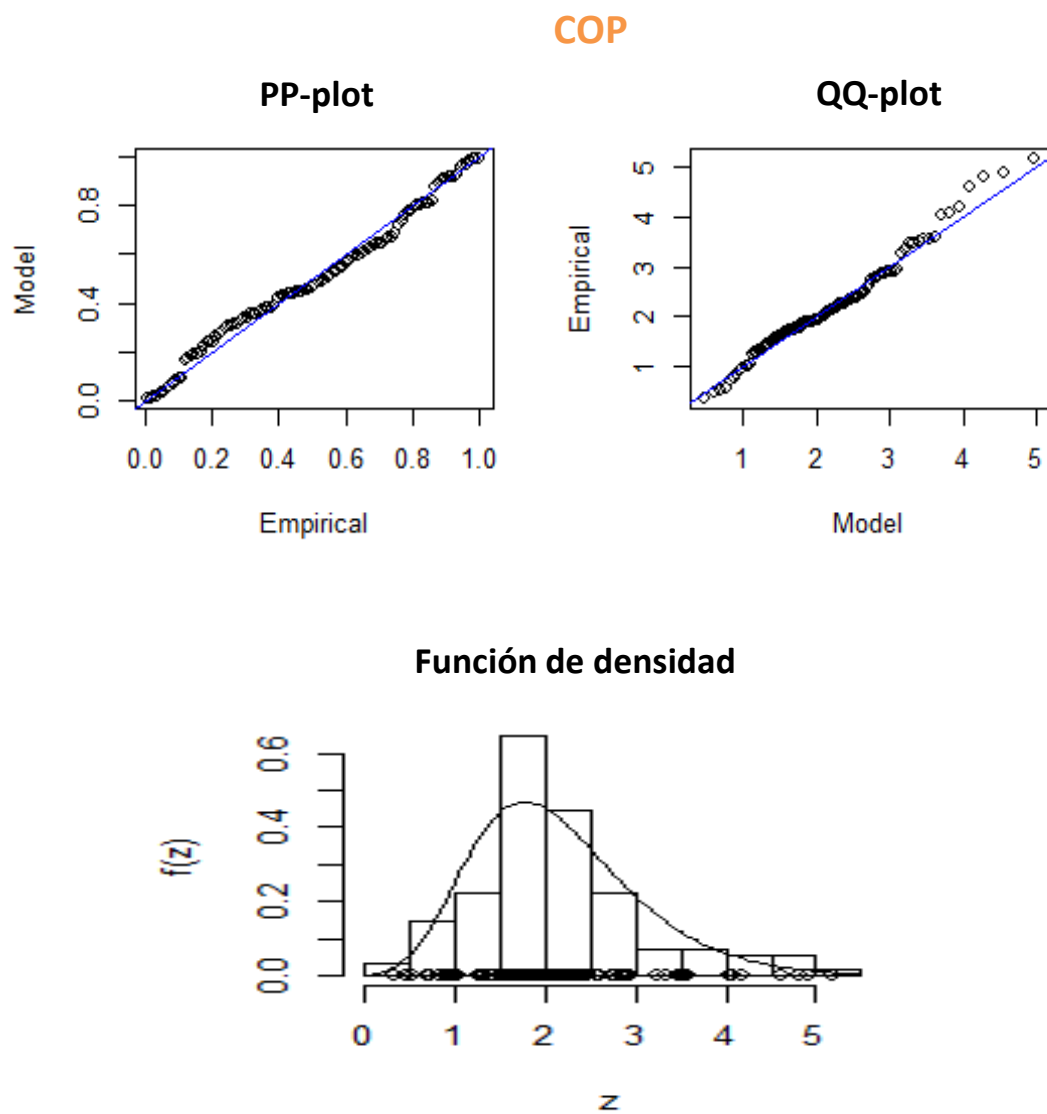 COP
PP-plot
QQ-plot
Model
0.0 0.4 0.8
0.0 0.2 0.4 0.6 0.8 1.0
Empirical
Empirical
1 2 3 4 5
1 2 3 4 5
Model
Función de densidad
f(z)
0.0 0.2 0.4 0.6
0 1 2 3 4 5
z